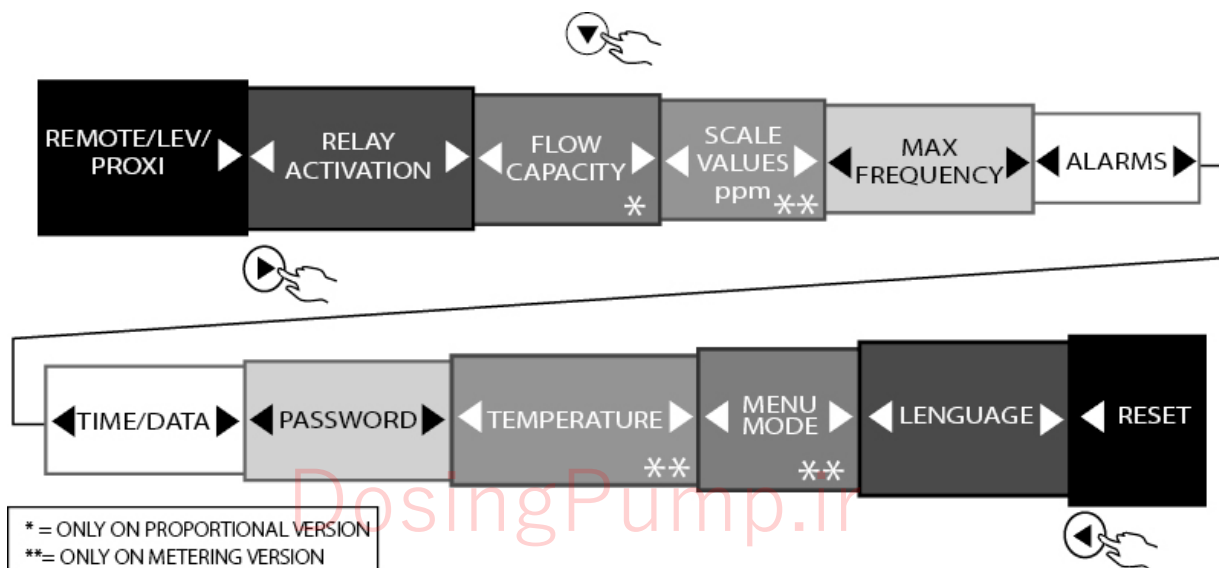 REMOTE/LEV/
PROXI
RELAY
ACTIVATION
FLOW
CAPACITY
*
SCALE
VALUES
ppm
**
MAX
FREQUENCY
ALARMS
TIME/DATA
PASSWORD
TEMPERATURE
**
MENU
MODE
**
LENGUAGE
RESET
DosingPump.ir
* = ONLY ON PROPORTIONAL VERSION
**= ONLY ON METERING VERSION